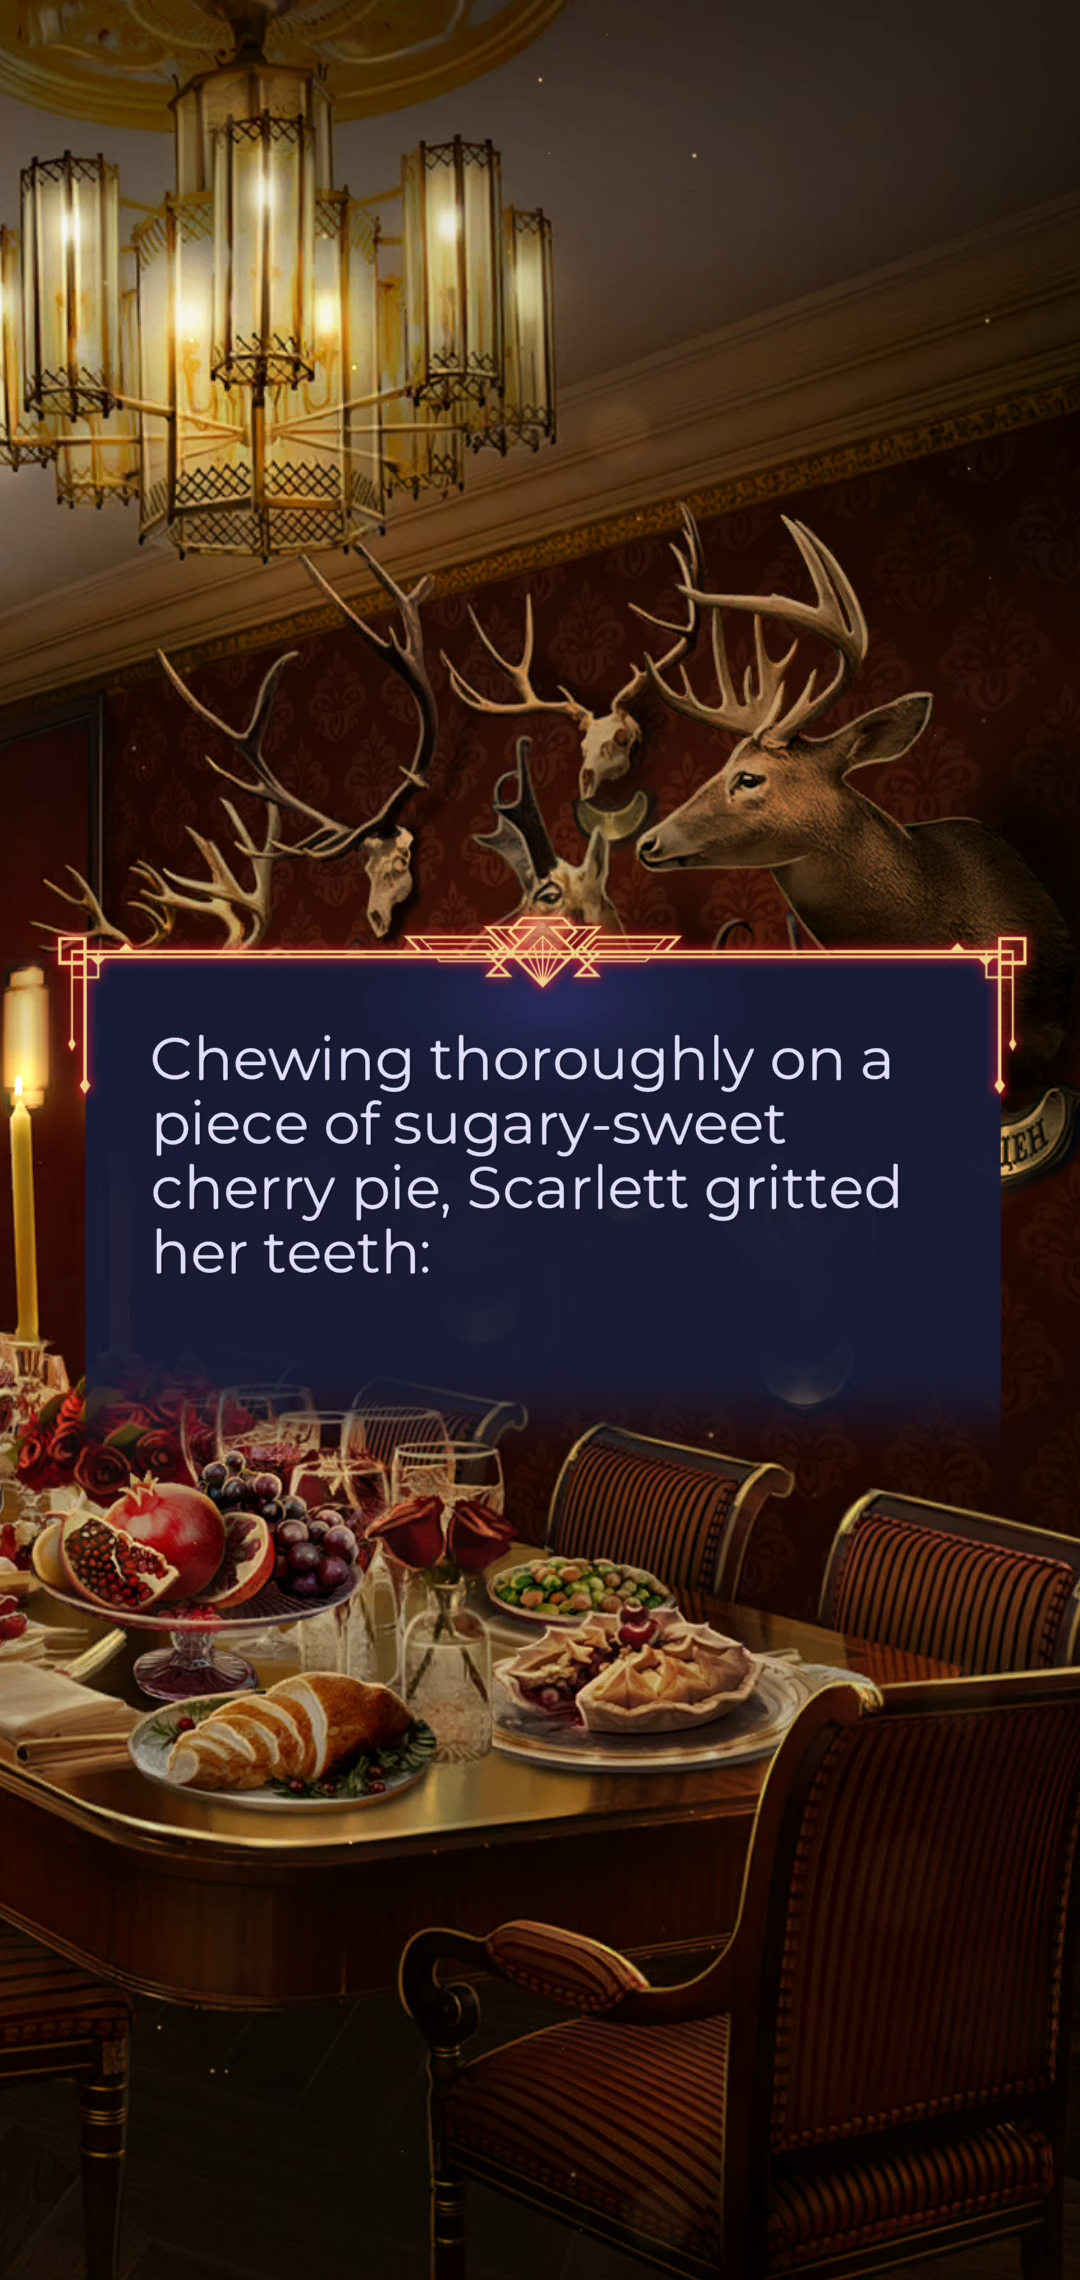 Chewing thoroughly on a
piece of sugary-sweet
cherry pie, Scarlett gritted
her teeth: